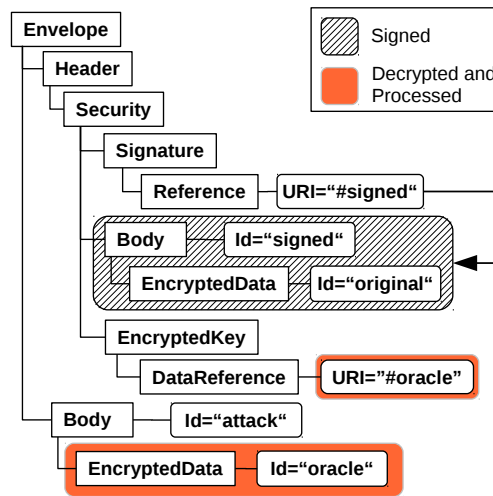 Envelope
Signed
Header
Decrypted and
Processed
Security
Signature
Reference URI=“#signed“
Body Id=“signed“
EncryptedData Id=“original“
EncryptedKey
DataReference URI=”#oracle”
Body Id=“attack“
EncryptedData Id=“oracle“